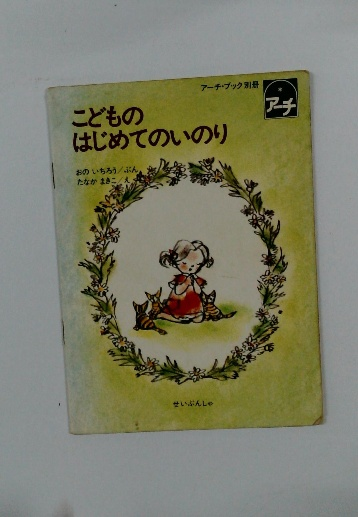 アーチ・ブック別冊
アーチ
こどもの
はじめてのいのり
おの いちろう/ぶん
たなか まきこ/え
せいぶんしゃ